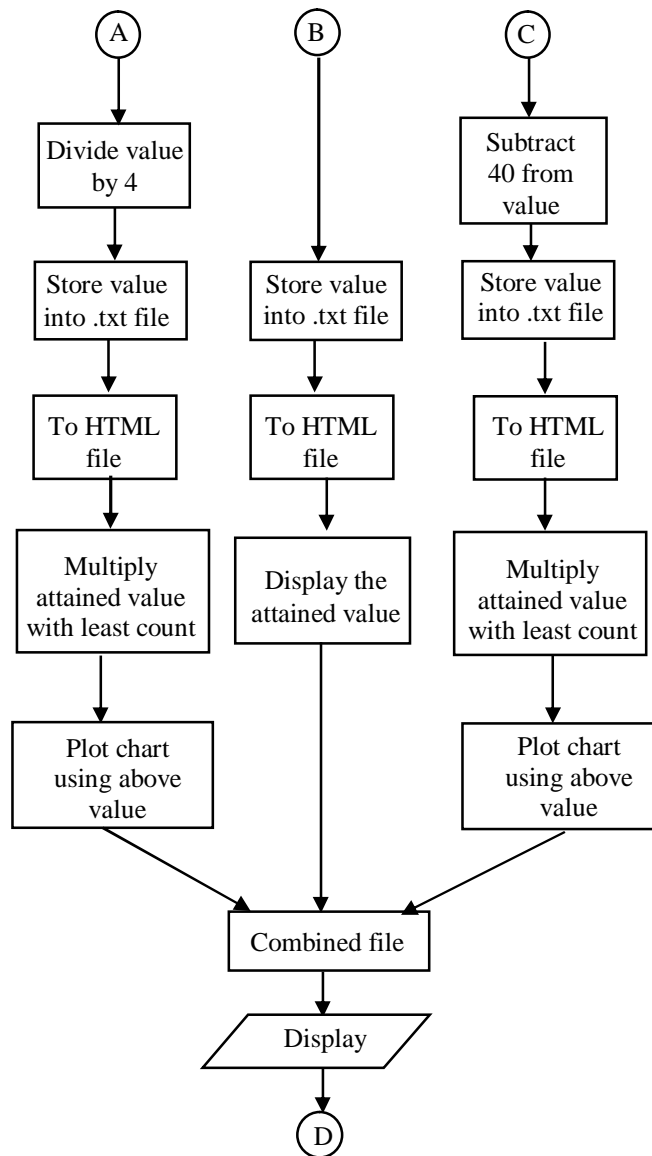 A
B
C
Divide value
by 4
Subtract
40 from
value
Store value
into .txt file
Store value
into .txt file
Store value
into .txt file
To HTML
file
To HTML
file
To HTML
file
Multiply
attained value
with least count
Display the
attained value
Multiply
attained value
with least count
Plot chart
using above
value
Plot chart
using above
value
Combined file
Display
D